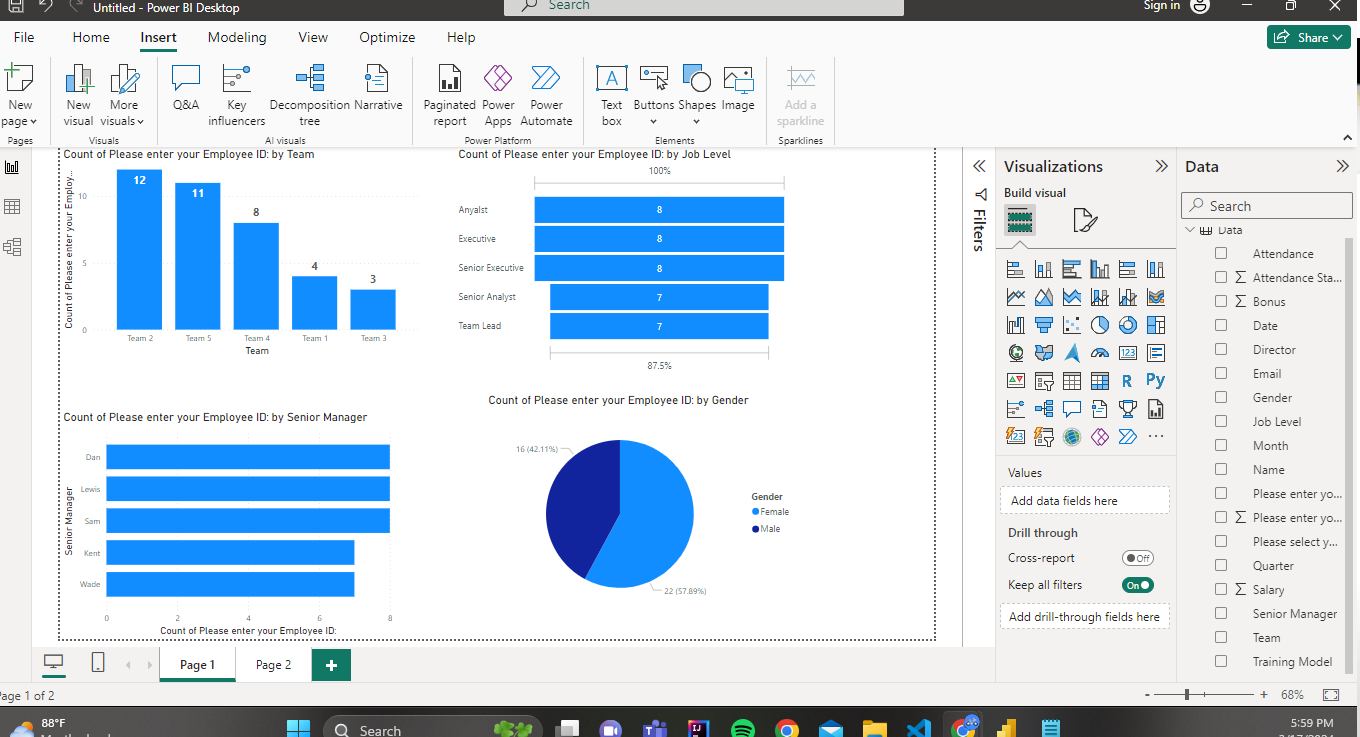 Untitled - Power BI Desktop
Search
Sign in
File Home Insert Modeling View Optimize Help
Share
New page
New visual
More visuals
Q&A
Key influencers
Decomposition tree
Narrative
Paginated report
Power Apps
Power Automate
Text box
Buttons
Shapes
Image
Add a sparkline
Pages
Visuals
AI visuals
Power Platform
Elements
Sparklines
Count of Please enter your Employee ID: by Team
Count of Please enter your Employ...
10
5
0
12
11
8
4
3
Team 2
Team 5
Team 4
Team 1
Team 3
Team
Count of Please enter your Employee ID: by Job Level
100%
Anyalst 8
Executive 8
Senior Executive 8
Senior Analyst 7
Team Lead 7
87.5%
Count of Please enter your Employee ID: by Senior Manager
Senior Manager
Dan
Lewis
Sam
Kent
Wade
0 2 4 6 8
Count of Please enter your Employee ID:
Count of Please enter your Employee ID: by Gender
16 (42.11%)
22 (57.89%)
Gender
Female
Male
Filters
Visualizations
Build visual
123
R
Py
123
...
Values
Add data fields here
Drill through
Cross-report
Off
Keep all filters
On
Add drill-through fields here
Data
Search
Data
Attendance
Attendance Sta...
Bonus
Date
Director
Email
Gender
Job Level
Month
Name
Please enter yo...
Please enter yo...
Please select y...
Quarter
Salary
Senior Manager
Team
Training Model
Page 1
Page 2
Page 1 of 2
- + 68%
88°F
Search
5:59 PM